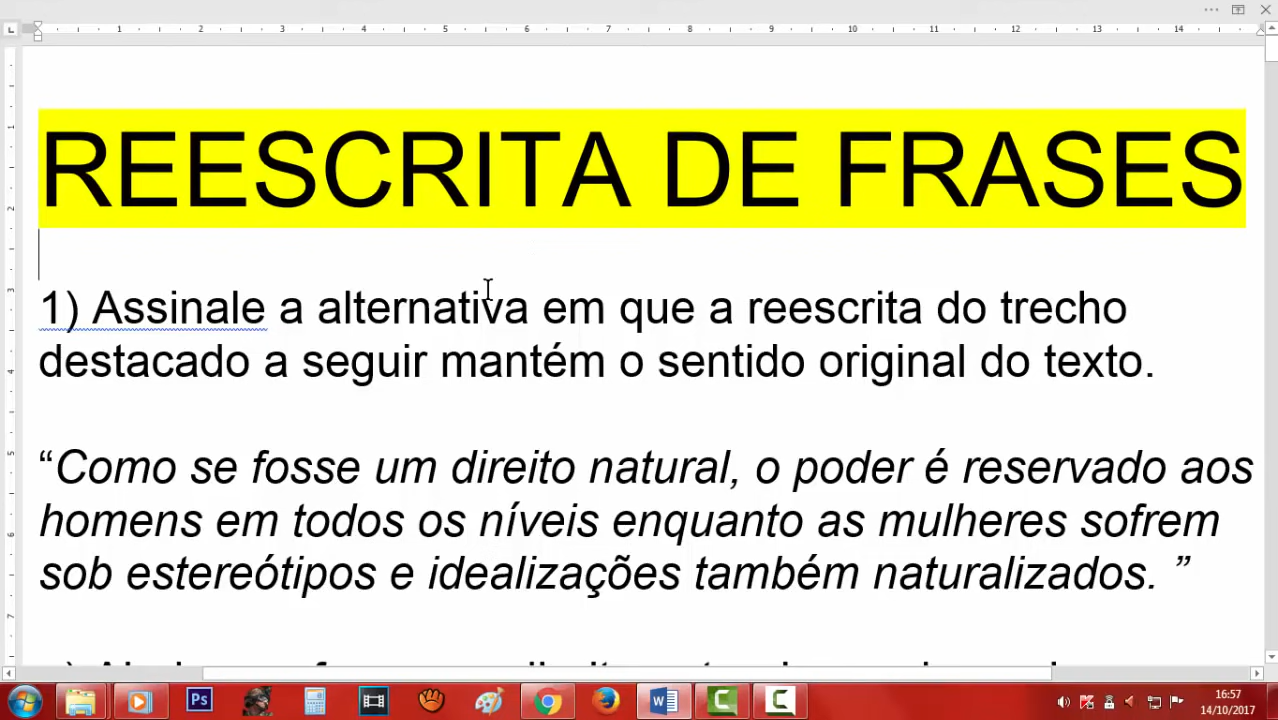 REESCRITA DE FRASES
1) Assinale a alternativa em que a reescrita do trecho
destacado a seguir mantém o sentido original do texto.
“Como se fosse um direito natural, o poder é reservado aos
homens em todos os níveis enquanto as mulheres sofrem
sob estereótipos e idealizações também naturalizados. ”
Ps
16:57
14/10/2017